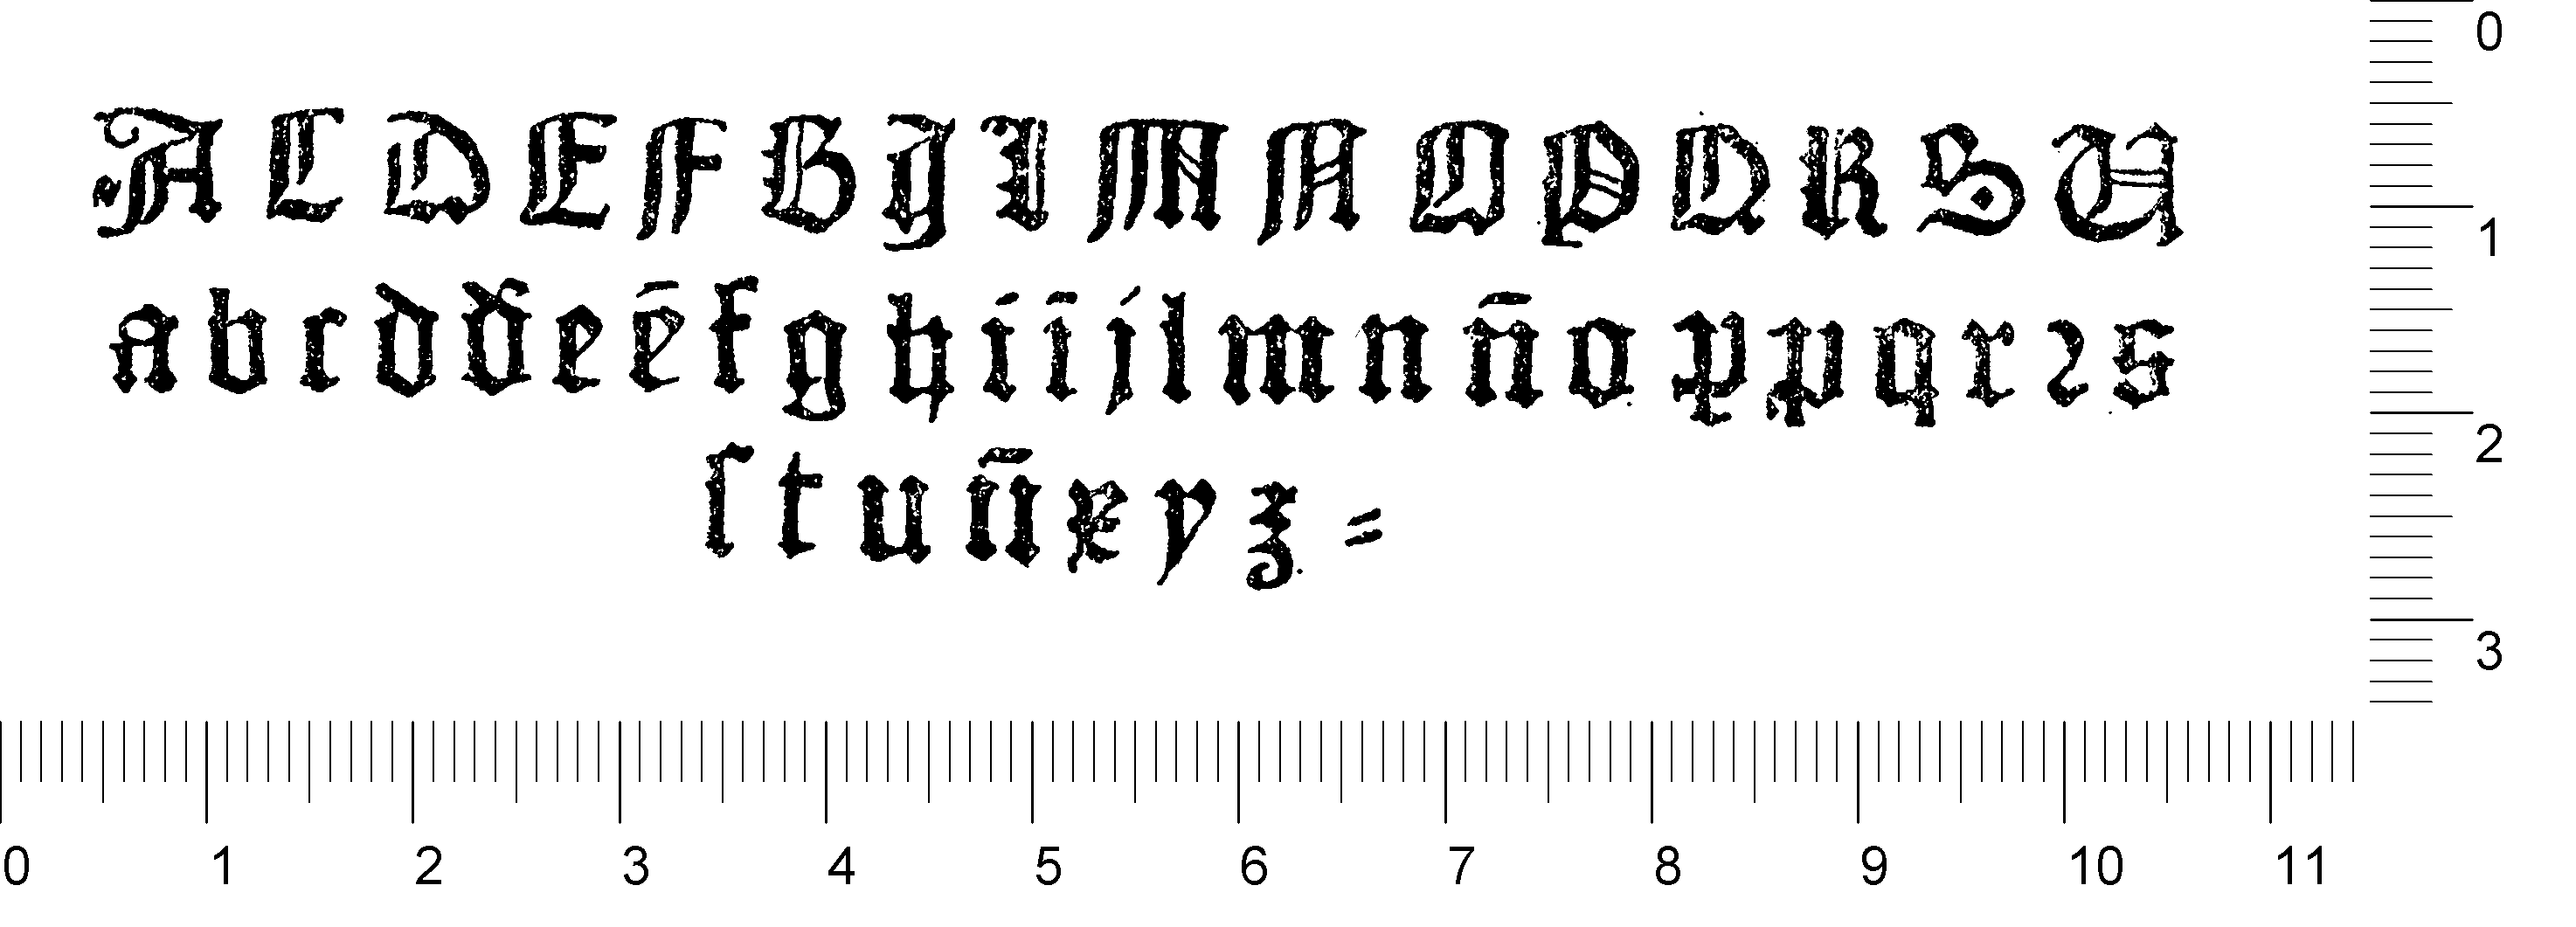 A C D E F G H I M N O P Q R S U
a b c d ď e ē f g h i ī j l m n n̄ o p ꝓ q r ꝛ s
ſ t u ū x y z ⸗
0
1
2
3
0 1 2 3 4 5 6 7 8 9 10 11